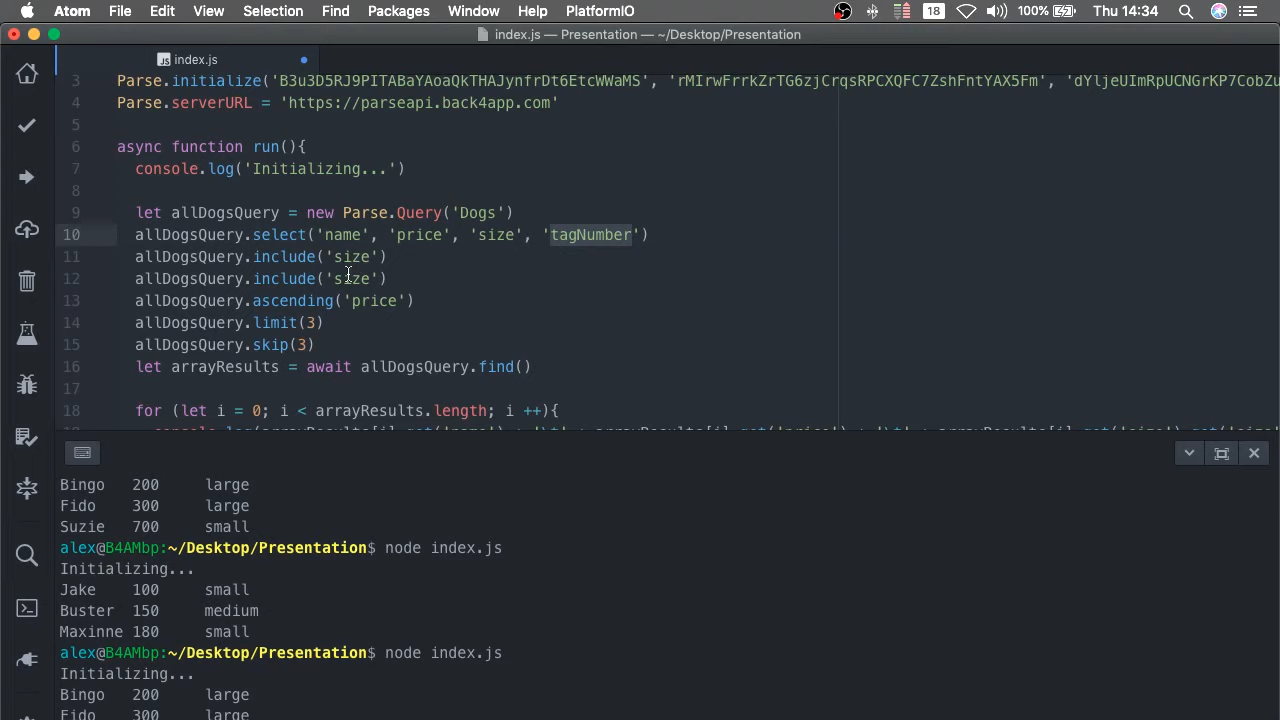 Atom File Edit View Selection Find Packages Window Help PlatformIO 18 100% Thu 14:34
index.js — Presentation — ~/Desktop/Presentation
JS index.js
3 Parse.initialize('B3u3D5RJ9PITABaYAoaQkTHAJynfrDt6EtcWWaMS', 'rMIrwFrrkZrTG6zjCrqsRPCXQFC7ZshFntYAX5Fm', 'dYljeUImRpUCNGrKP7CobZu
4 Parse.serverURL = 'https://parseapi.back4app.com'
5
6 async function run(){
7 console.log('Initializing...')
8
9 let allDogsQuery = new Parse.Query('Dogs')
10 allDogsQuery.select('name', 'price', 'size', 'tagNumber')
11 allDogsQuery.include('size')
12 allDogsQuery.include('size')
13 allDogsQuery.ascending('price')
14 allDogsQuery.limit(3)
15 allDogsQuery.skip(3)
16 let arrayResults = await allDogsQuery.find()
17
18 for (let i = 0; i < arrayResults.length; i ++){
Bingo 200 large
Fido 300 large
Suzie 700 small
alex@B4AMbp:~/Desktop/Presentation$ node index.js
Initializing...
Jake 100 small
Buster 150 medium
Maxinne 180 small
alex@B4AMbp:~/Desktop/Presentation$ node index.js
Initializing...
Bingo 200 large
Fido 300 large